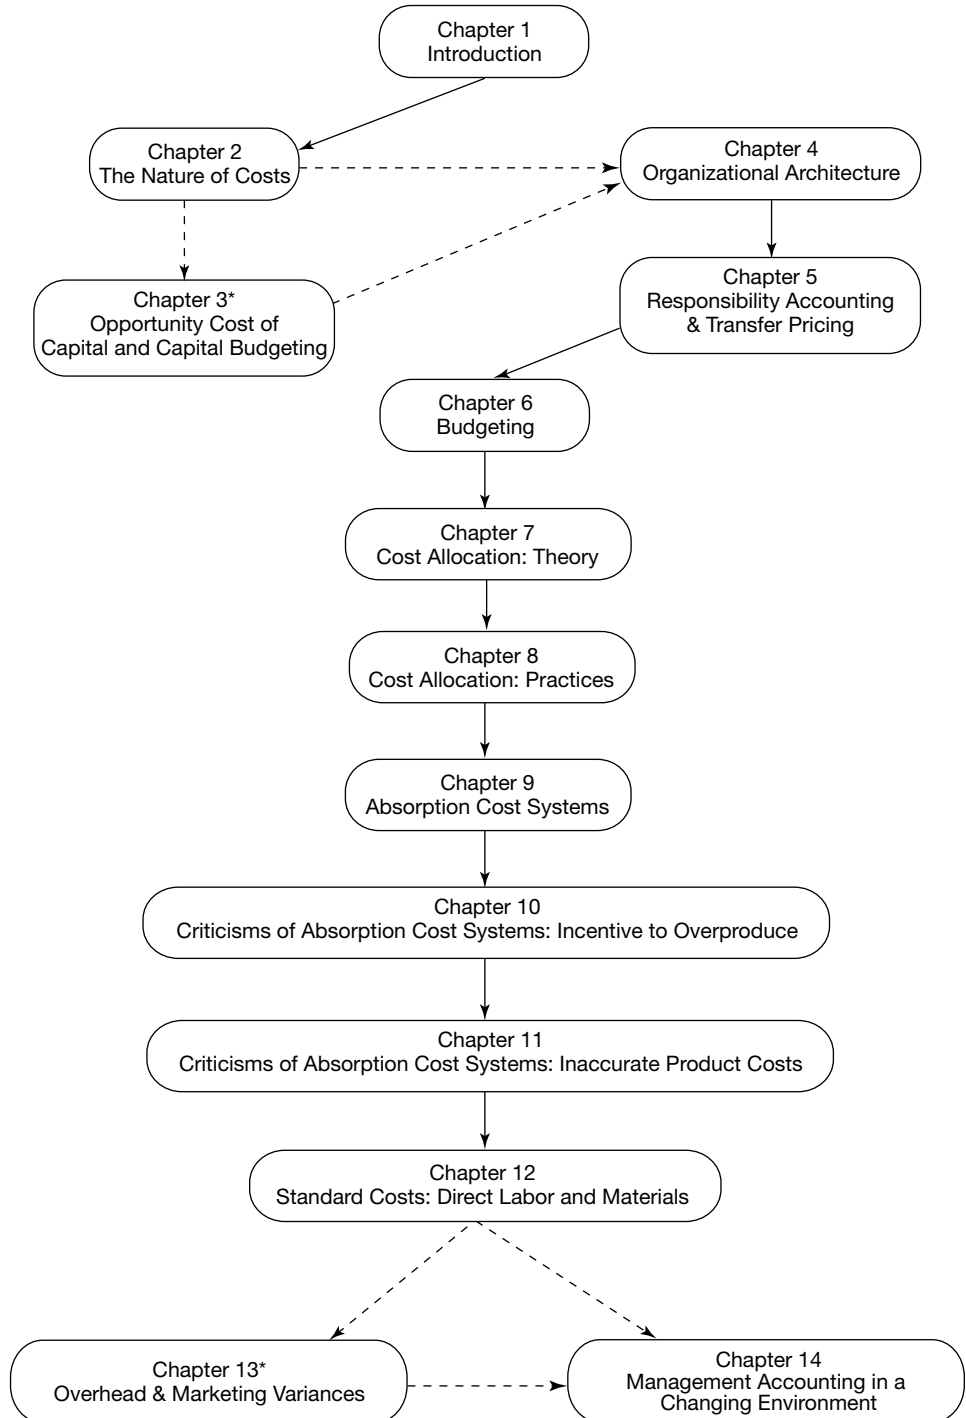 Chapter 1
Introduction
Chapter 2
The Nature of Costs
Chapter 4
Organizational Architecture
Chapter 3*
Opportunity Cost of
Capital and Capital Budgeting
Chapter 5
Responsibility Accounting
& Transfer Pricing
Chapter 6
Budgeting
Chapter 7
Cost Allocation: Theory
Chapter 8
Cost Allocation: Practices
Chapter 9
Absorption Cost Systems
Chapter 10
Criticisms of Absorption Cost Systems: Incentive to Overproduce
Chapter 11
Criticisms of Absorption Cost Systems: Inaccurate Product Costs
Chapter 12
Standard Costs: Direct Labor and Materials
Chapter 13*
Overhead & Marketing Variances
Chapter 14
Management Accounting in a
Changing Environment